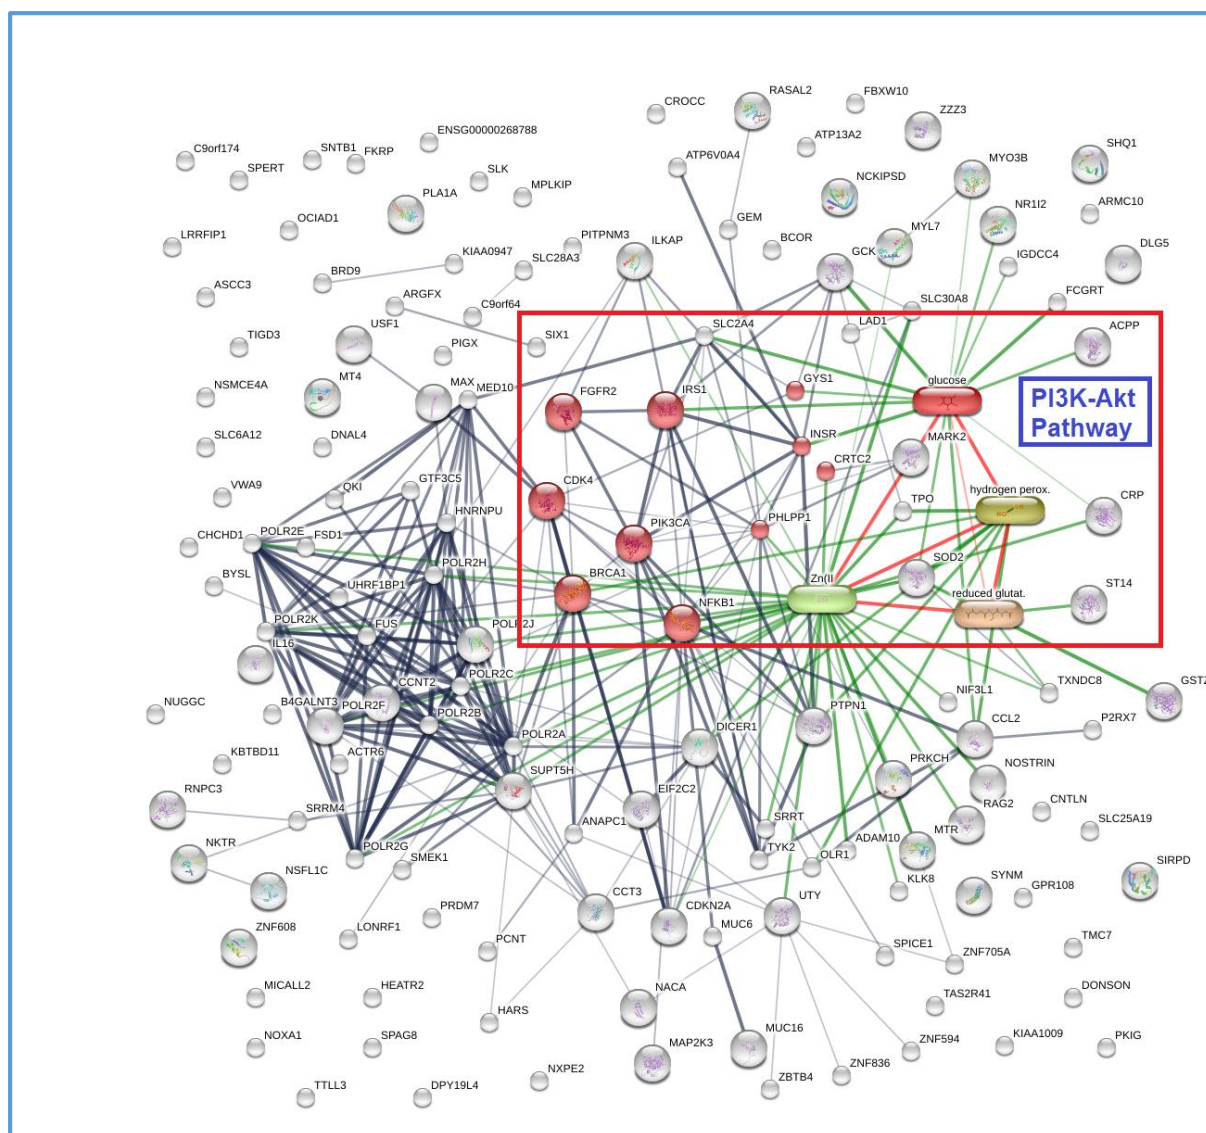 RASAL2
FBXW10
CROCC
ZZZ3
ENSG00000268788
ATP13A2
C9orf174
SNTB1
FKRP
SHQ1
ATP6V0A4
MYO3B
SPERT
SLK
NCKIPSD
MPLKIP
PLA1A
NR1I2
ARMC10
OCIAD1
GEM
MYL7
LRRFIP1
PITPNM3
ILKAP
BCOR
DLG5
KIAA0947
GCK
IGDCC4
SLC28A3
BRD9
ASCC3
FCGRT
SLC30A8
ARGFX
C9orf64
LAD1
SLC2A4
ACPP
TIGD3
USF1
SIX1
PIGX
glucose
NSMCE4A
MT4
MAX
MED10
FGFR2
IRS1
GYS1
PI3K-Akt
Pathway
SLC6A12
DNAL4
INSR
MARK2
CRTC2
VWA9
QKI
GTF3C5
CDK4
hydrogen perox.
TPO
CRP
HNRNPU
PHLPP1
CHCHD1
POLR2E
FSD1
PIK3CA
POLR2H
SOD2
BYSL
UHRF1BP1
BRCA1
Zn(II
ST14
reduced glutat.
NFKB1
POLR2K
FUS
POLR2J
IL16
POLR2C
CCNT2
NUGGC
B4GALNT3
POLR2F
POLR2B
NIF3L1
TXNDC8
GSTZ
PTPN1
CCL2
P2RX7
KBTBD11
ACTR6
POLR2A
DICER1
SUPT5H
PRKCH
NOSTRIN
RNPC3
EIF2C2
RAG2
CNTLN
SRRM4
ANAPC1
SRRT
SLC25A19
NKTR
POLR2G
SMEK1
TYK2
ADAM10
MTR
OLR1
NSFL1C
CCT3
KLK8
SYNM
GPR108
SIRPD
PRDM7
CDKN2A
UTY
ZNF608
LONRF1
PCNT
MUC6
SPICE1
ZNF705A
TMC7
MICALL2
HEATR2
NACA
TAS2R41
DONSON
HARS
NOXA1
SPAG8
MAP2K3
MUC16
ZNF594
KIAA1009
PKIG
NXPE2
ZNF836
TTLL3
DPY19L4
ZBTB4